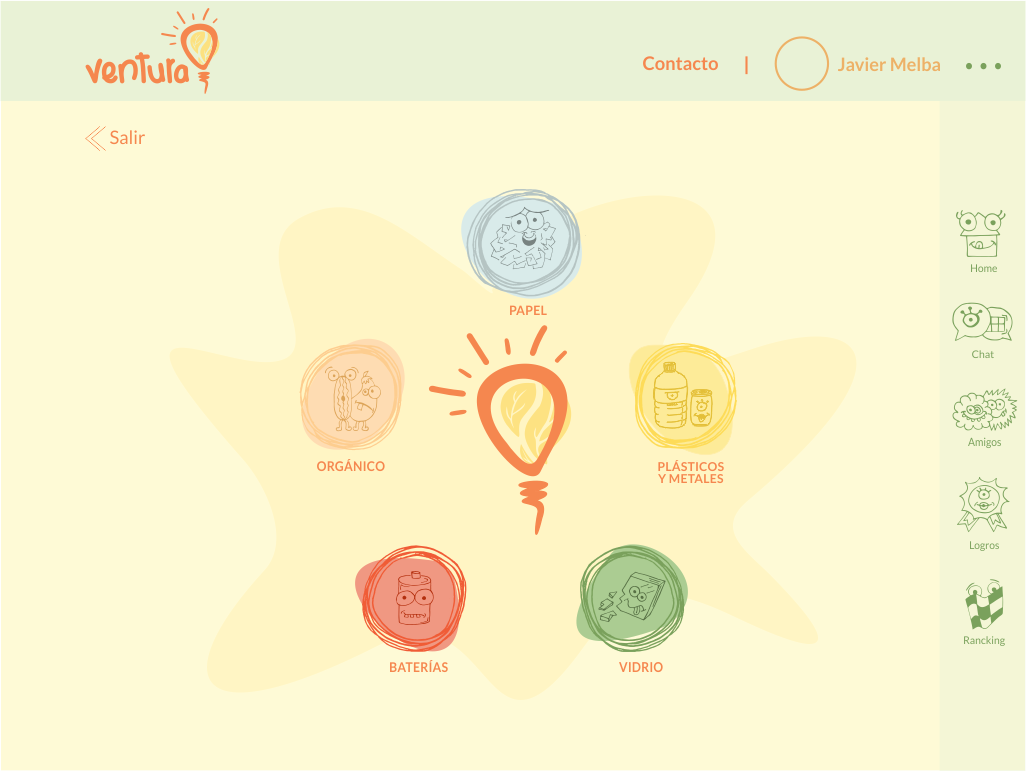 ventura
Contacto | Javier Melba
Salir
PAPEL
ORGÁNICO
PLÁSTICOS
Y METALES
BATERÍAS
VIDRIO
Home
Chat
Amigos
Logros
Rancking